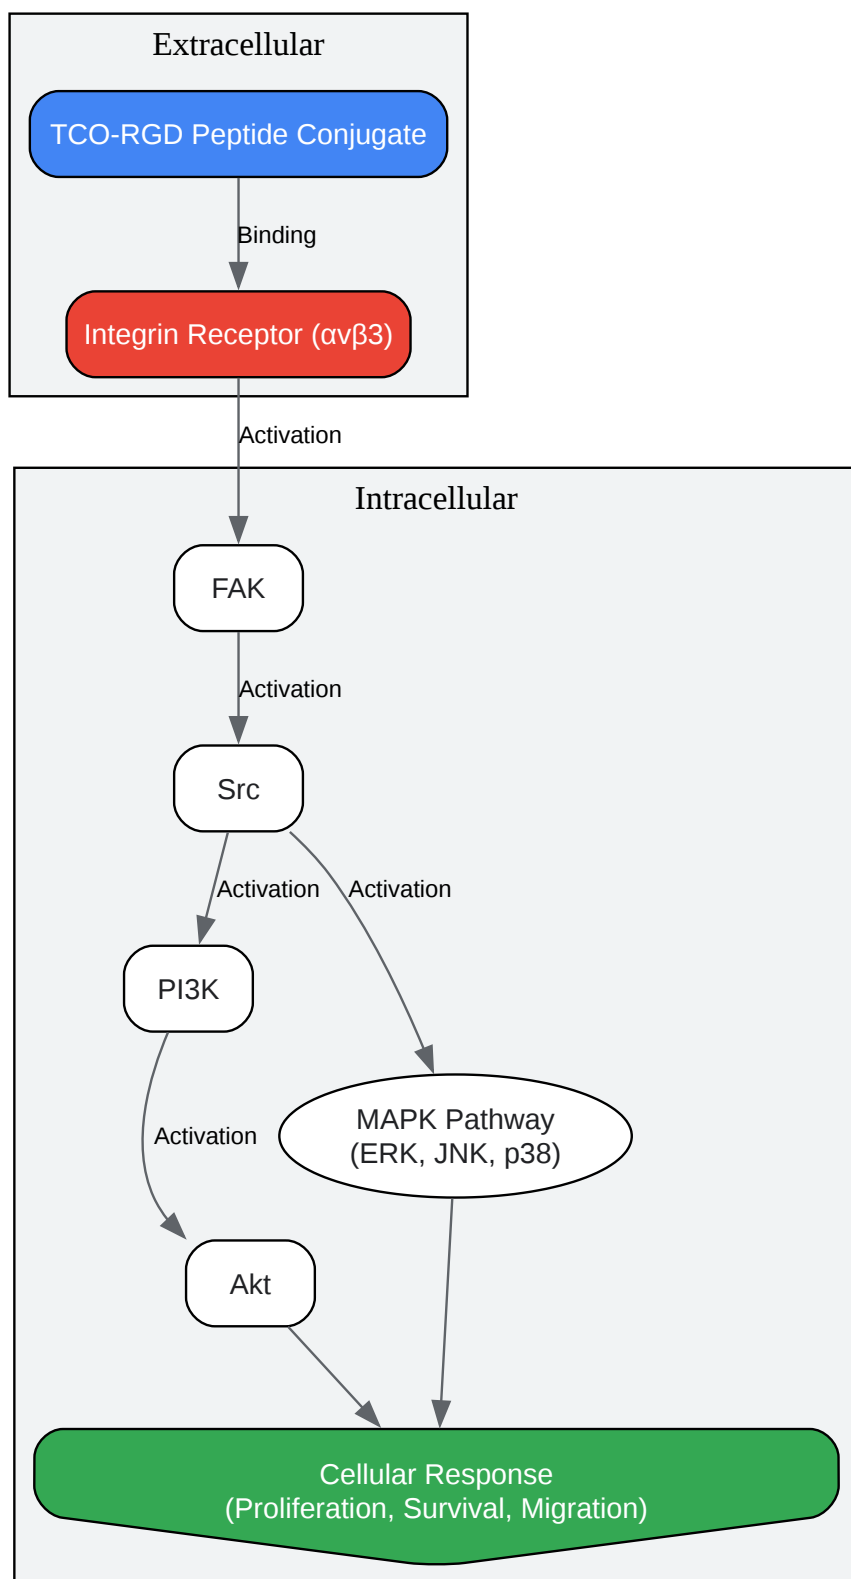 Extracellular
TCO-RGD Peptide Conjugate
Binding
Integrin Receptor (αvβ3)
Activation
Intracellular
FAK
Activation
Src
Activation
Activation
PI3K
MAPK Pathway
(ERK, JNK, p38)
Activation
Akt
Cellular Response
(Proliferation, Survival, Migration)